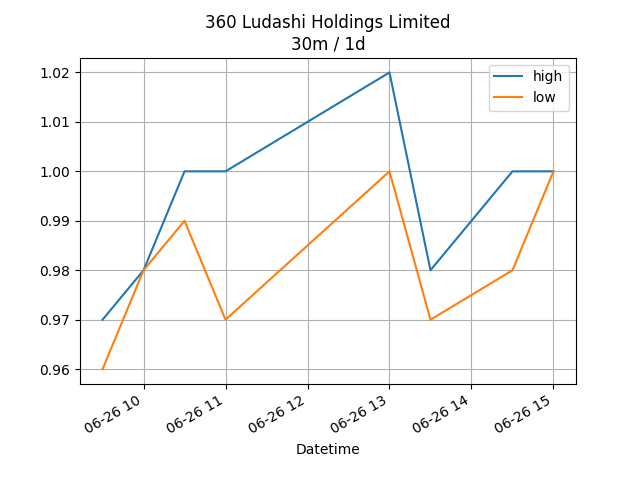 360 Ludashi Holdings Limited
30m / 1d
high
low
1.02
1.01
1.00
0.99
0.98
0.97
0.96
06-26 10
06-26 11
06-26 12
06-26 13
06-26 14
06-26 15
Datetime